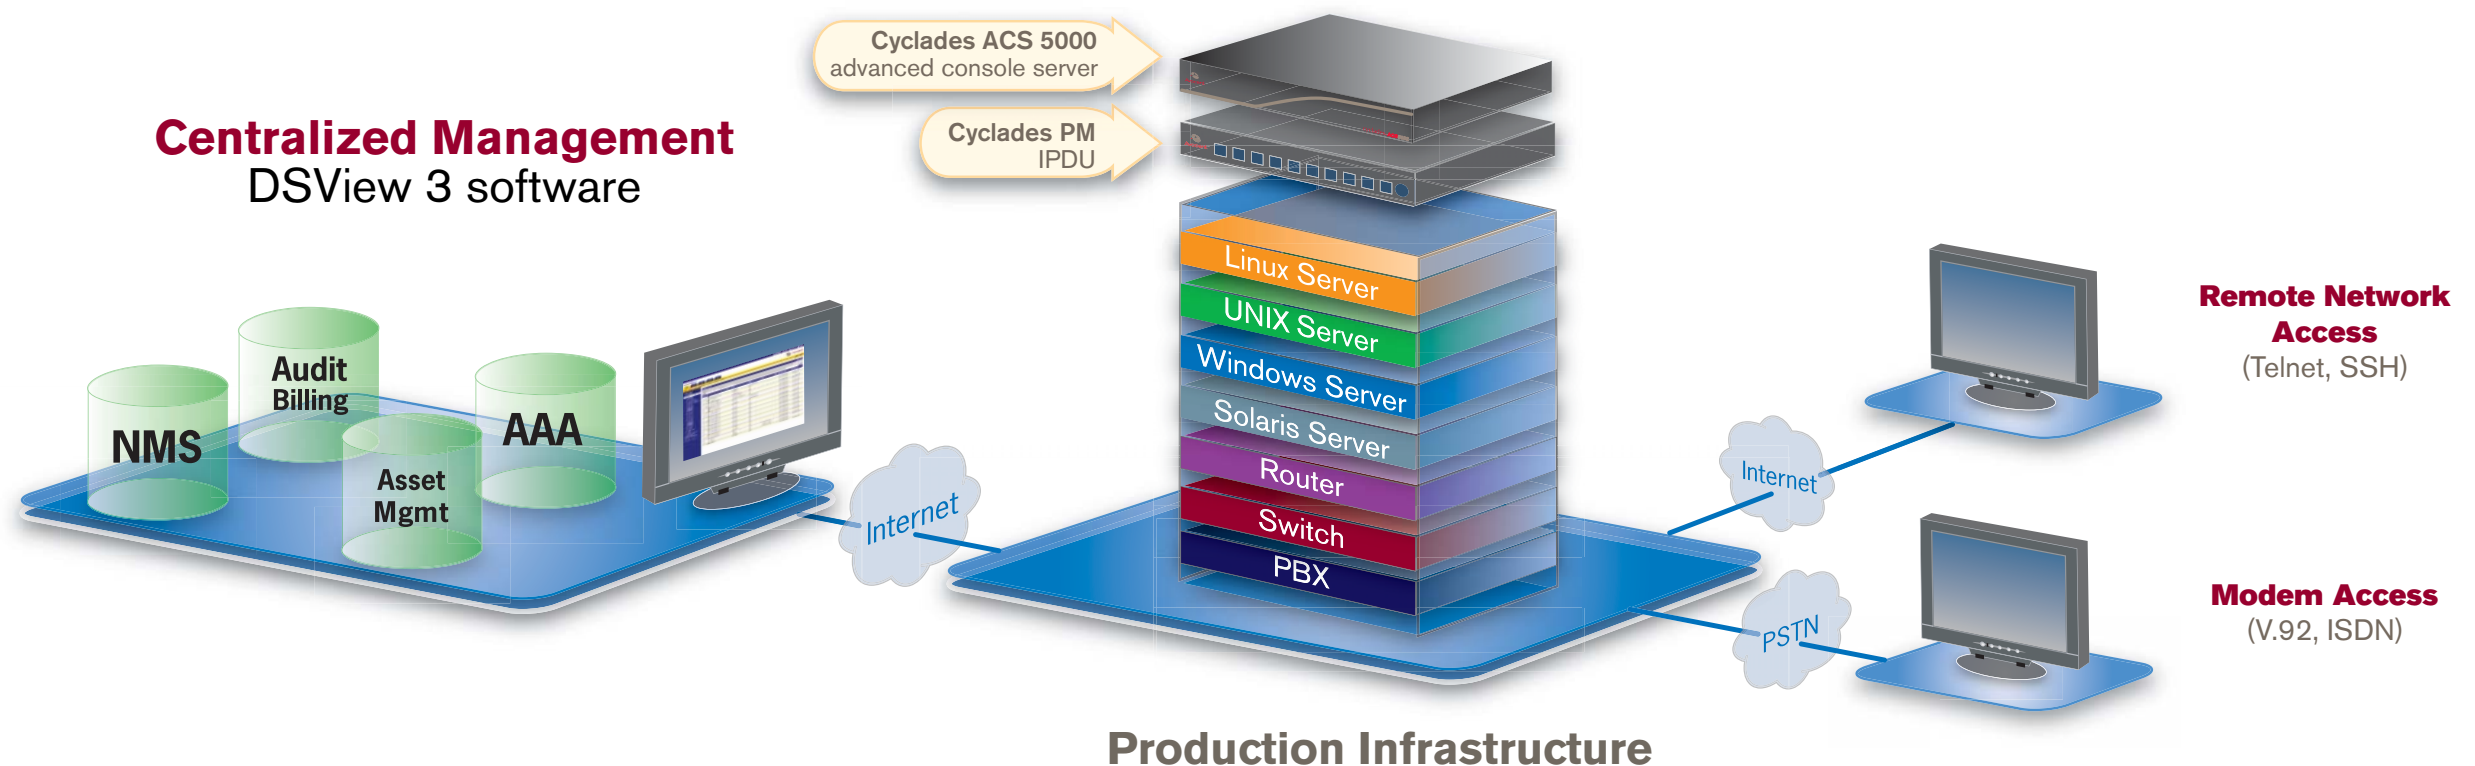 Cyclades ACS 5000
advanced console server
Cyclades PM
IPDU
Centralized Management
DSView 3 software
NMS
Audit
Billing
Asset
Mgmt
AAA
Internet
Linux Server
UNIX Server
Windows Server
Solaris Server
Router
Switch
PBX
Internet
PSTN
Remote Network
Access
(Telnet, SSH)
Modem Access
(V.92, ISDN)
Production Infrastructure